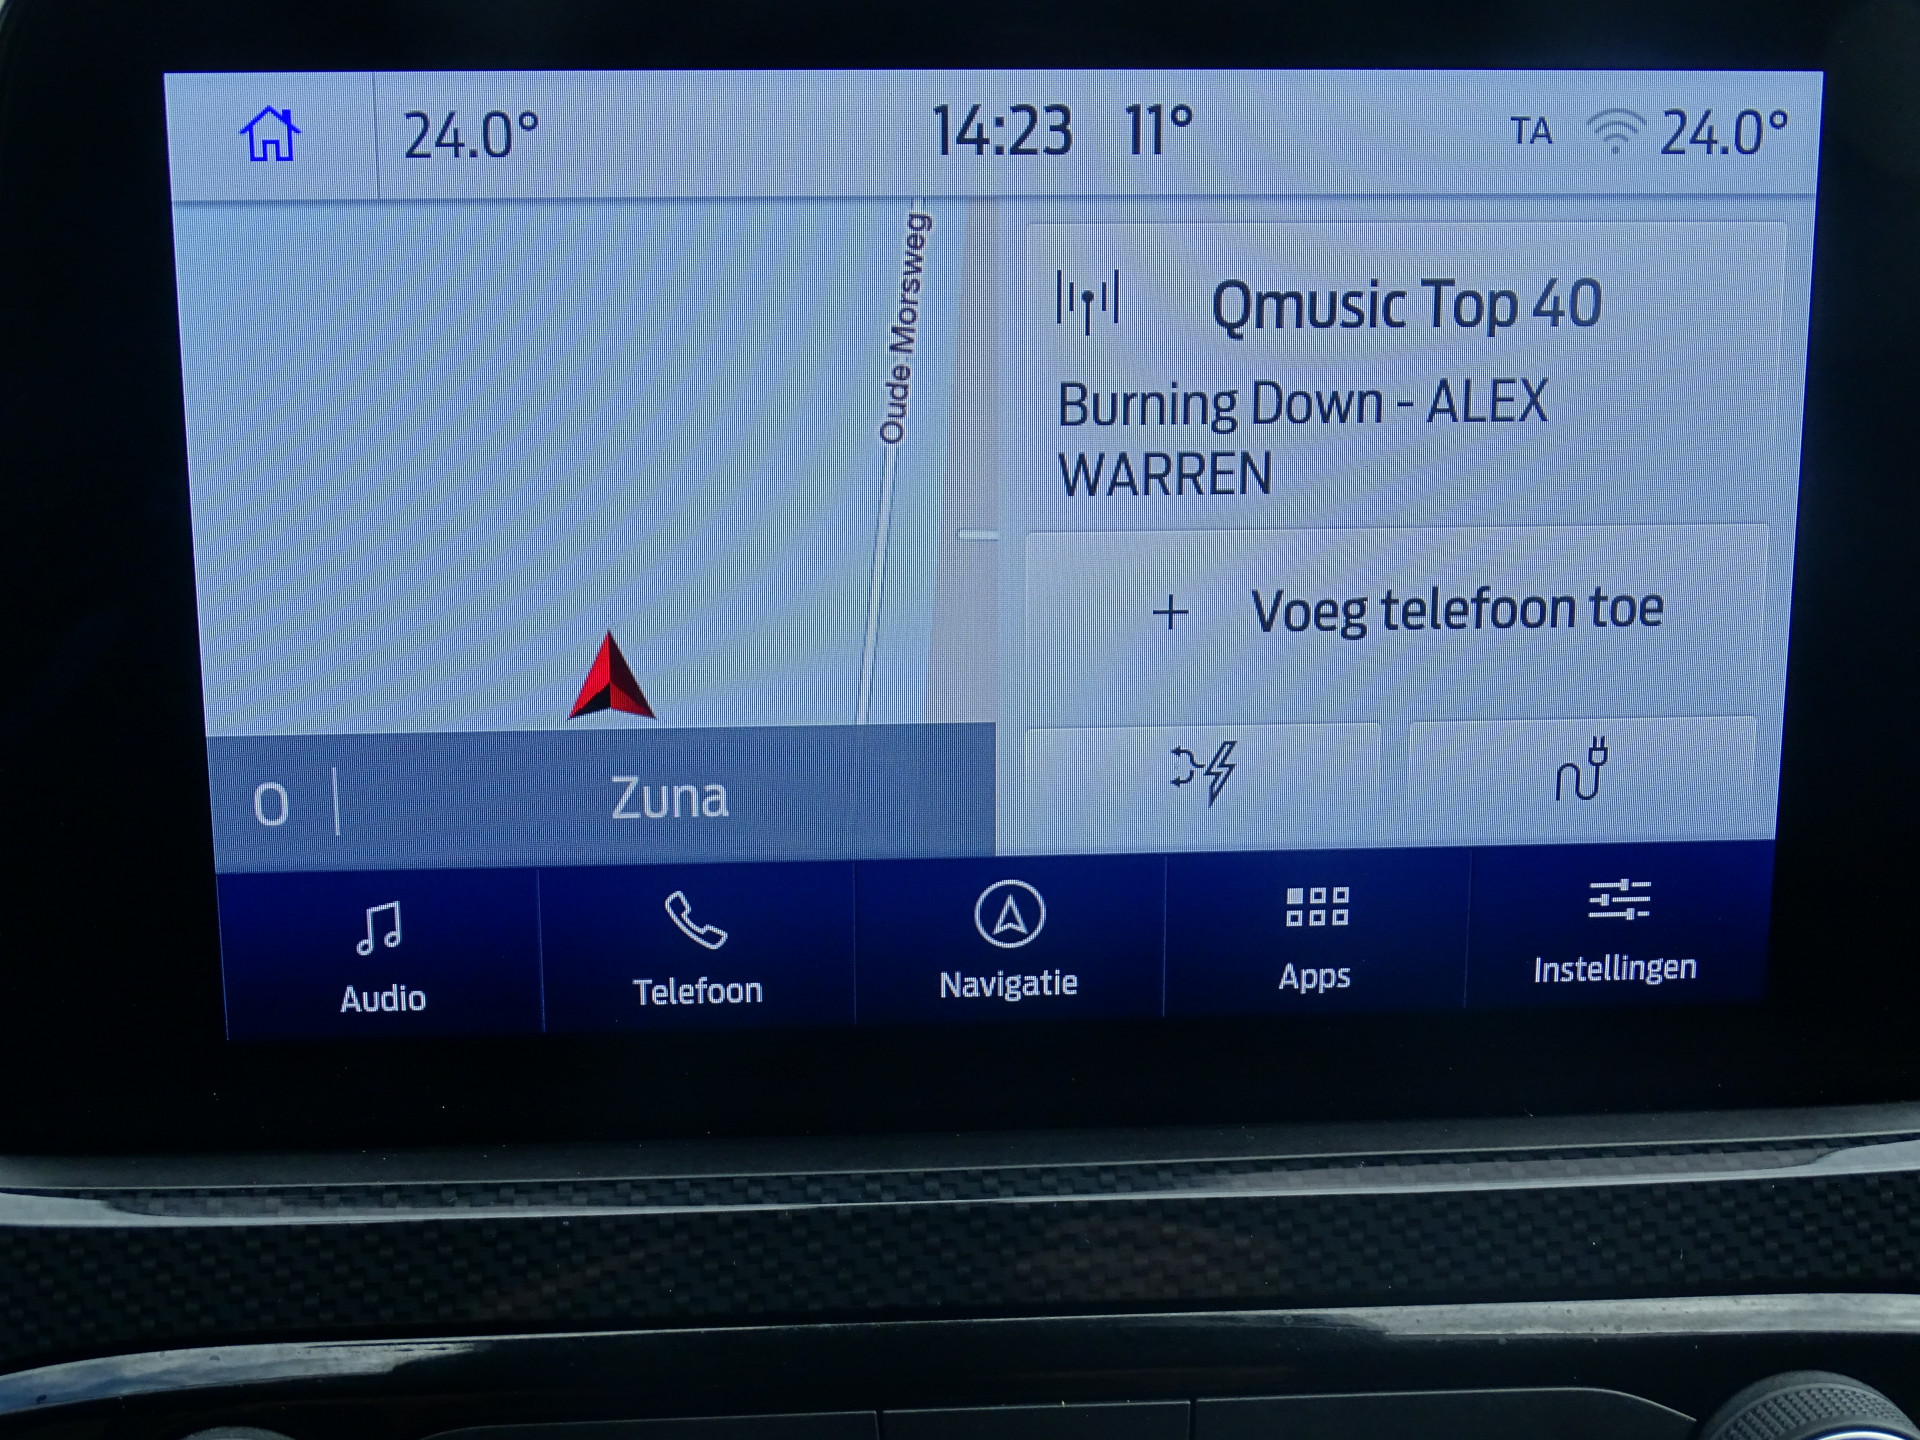 24.0° 14:23 11° TA 24.0°
Oude Morsweg
Qmusic Top 40
Burning Down - ALEX
WARREN
+ Voeg telefoon toe
0 | Zuna
Audio
Telefoon
Navigatie
Apps
Instellingen